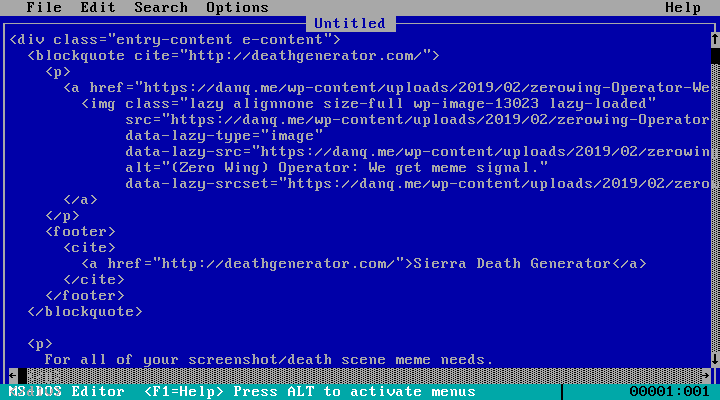 File Edit Search Options Help
Untitled
<div class="entry-content e-content">
<blockquote cite="http://deathgenerator.com/">
<p>
<a href="https://danq.me/wp-content/uploads/2019/02/zerowing-Operator-We
<img class="lazy alignnone size-full wp-image-13023 lazy-loaded"
src="https://danq.me/wp-content/uploads/2019/02/zerowing-Operator
data-lazy-type="image"
data-lazy-src="https://danq.me/wp-content/uploads/2019/02/zerowing
alt="(Zero Wing) Operator: We get meme signal."
data-lazy-srcset="https://danq.me/wp-content/uploads/2019/02/zero
</a>
</p>
<footer>
<cite>
<a href="http://deathgenerator.com/">Sierra Death Generator</a>
</cite>
</footer>
</blockquote>
<p>
For all of your screenshot/death scene meme needs.
MS-DOS Editor <F1=Help> Press ALT to activate menus 00001:001